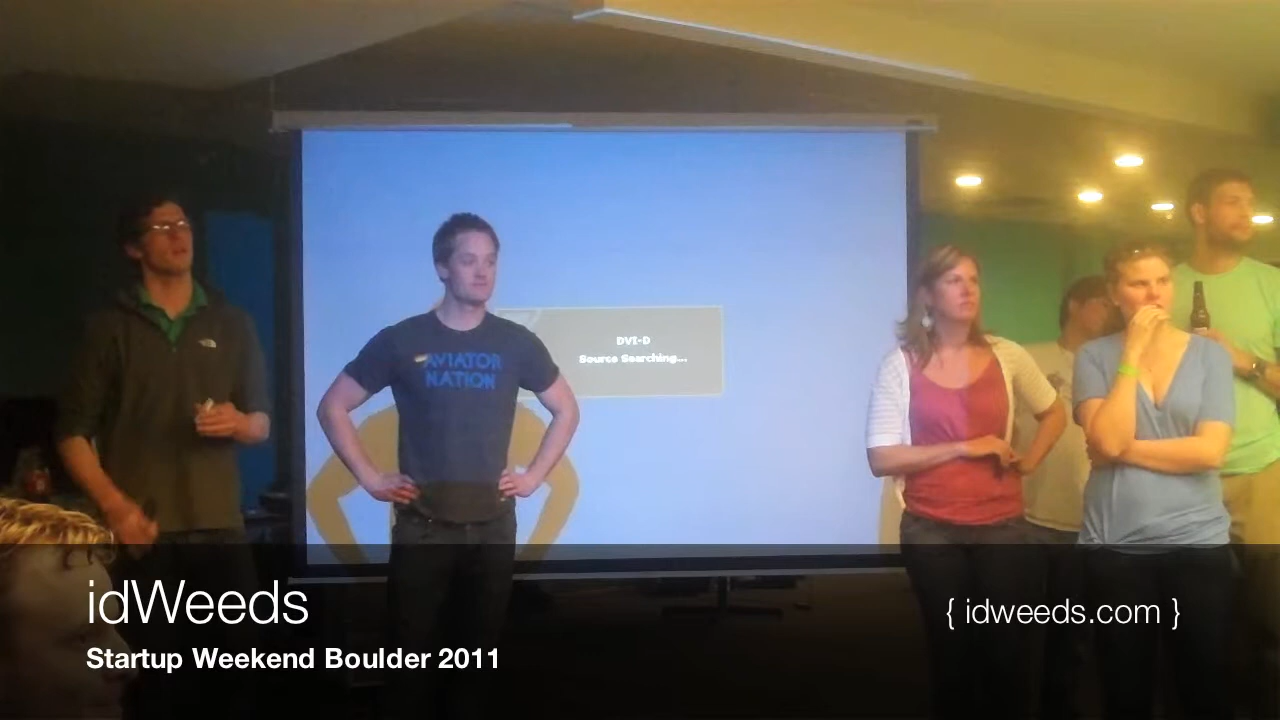 AVIATOR
NATION
DVI-D
Source Searching...
idWeeds
{ idweeds.com }
Startup Weekend Boulder 2011